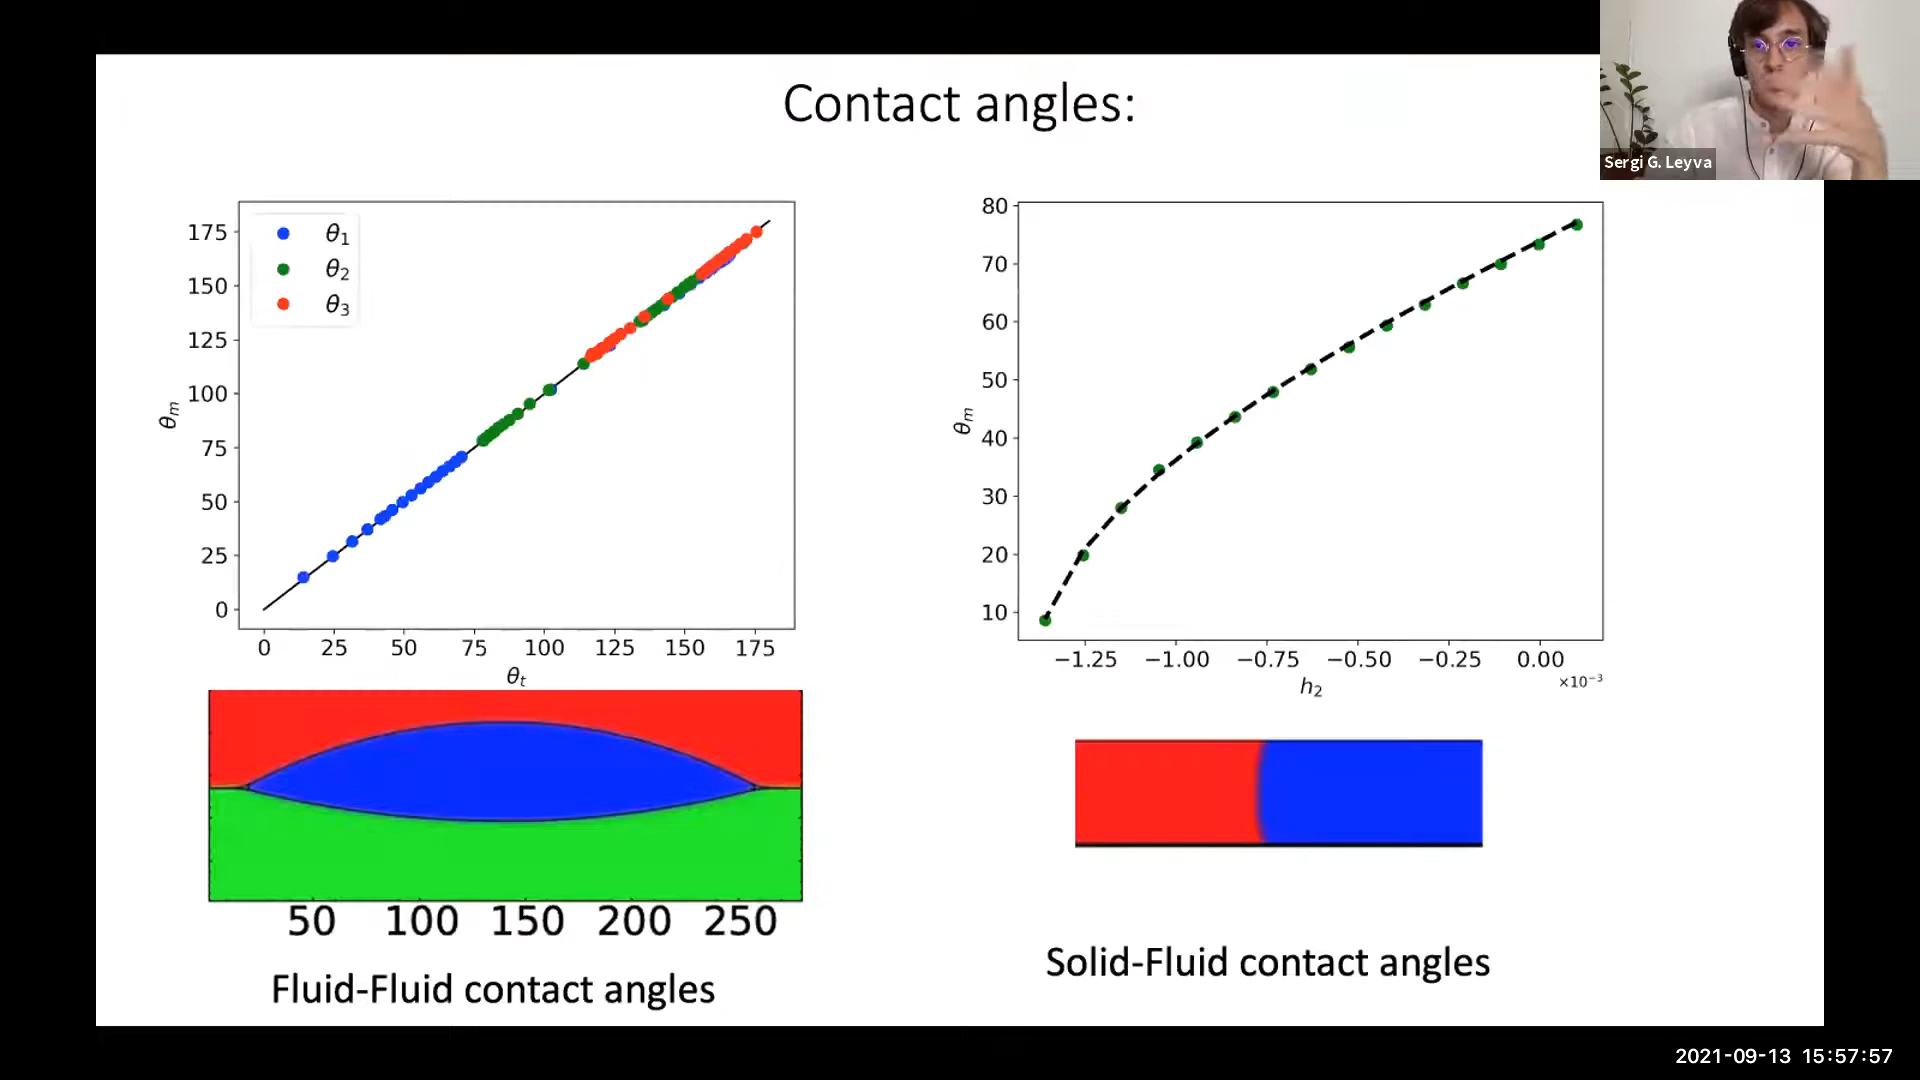 Contact angles:
Sergi G. Leyva
θ1
θ2
θ3
175
150
125
100
75
50
25
0
θm
0 25 50 75 100 125 150 175
θt
80
70
60
50
40
30
20
10
θm
−1.25 −1.00 −0.75 −0.50 −0.25 0.00
×10−3
h2
50 100 150 200 250
Fluid-Fluid contact angles
Solid-Fluid contact angles
2021-09-13 15:57:57